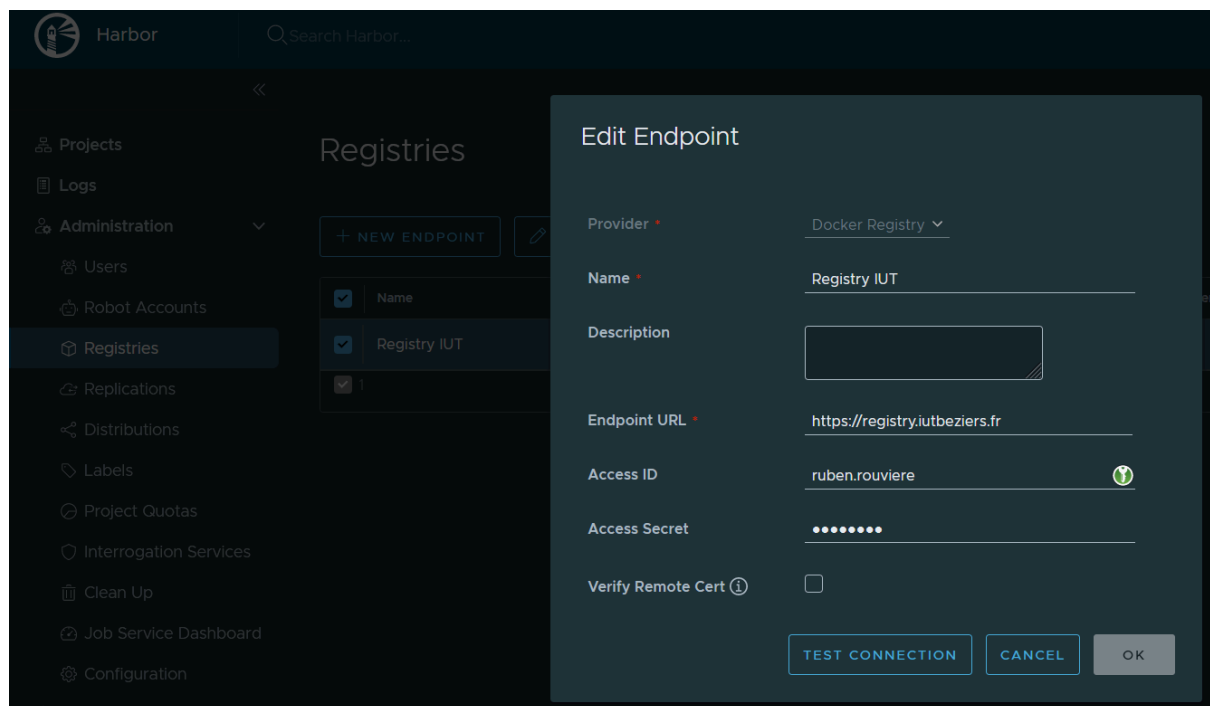 Harbor
Search Harbor...
Projects
Logs
Administration
Users
Robot Accounts
Registries
Replications
Distributions
Labels
Project Quotas
Interrogation Services
Clean Up
Job Service Dashboard
Configuration
Registries
+ NEW ENDPOINT
Name
Registry IUT
1
Edit Endpoint
Provider * Docker Registry
Name * Registry IUT
Description
Endpoint URL * https://registry.iutbeziers.fr
Access ID ruben.rouviere
Access Secret ••••••••
Verify Remote Cert
TEST CONNECTION CANCEL OK